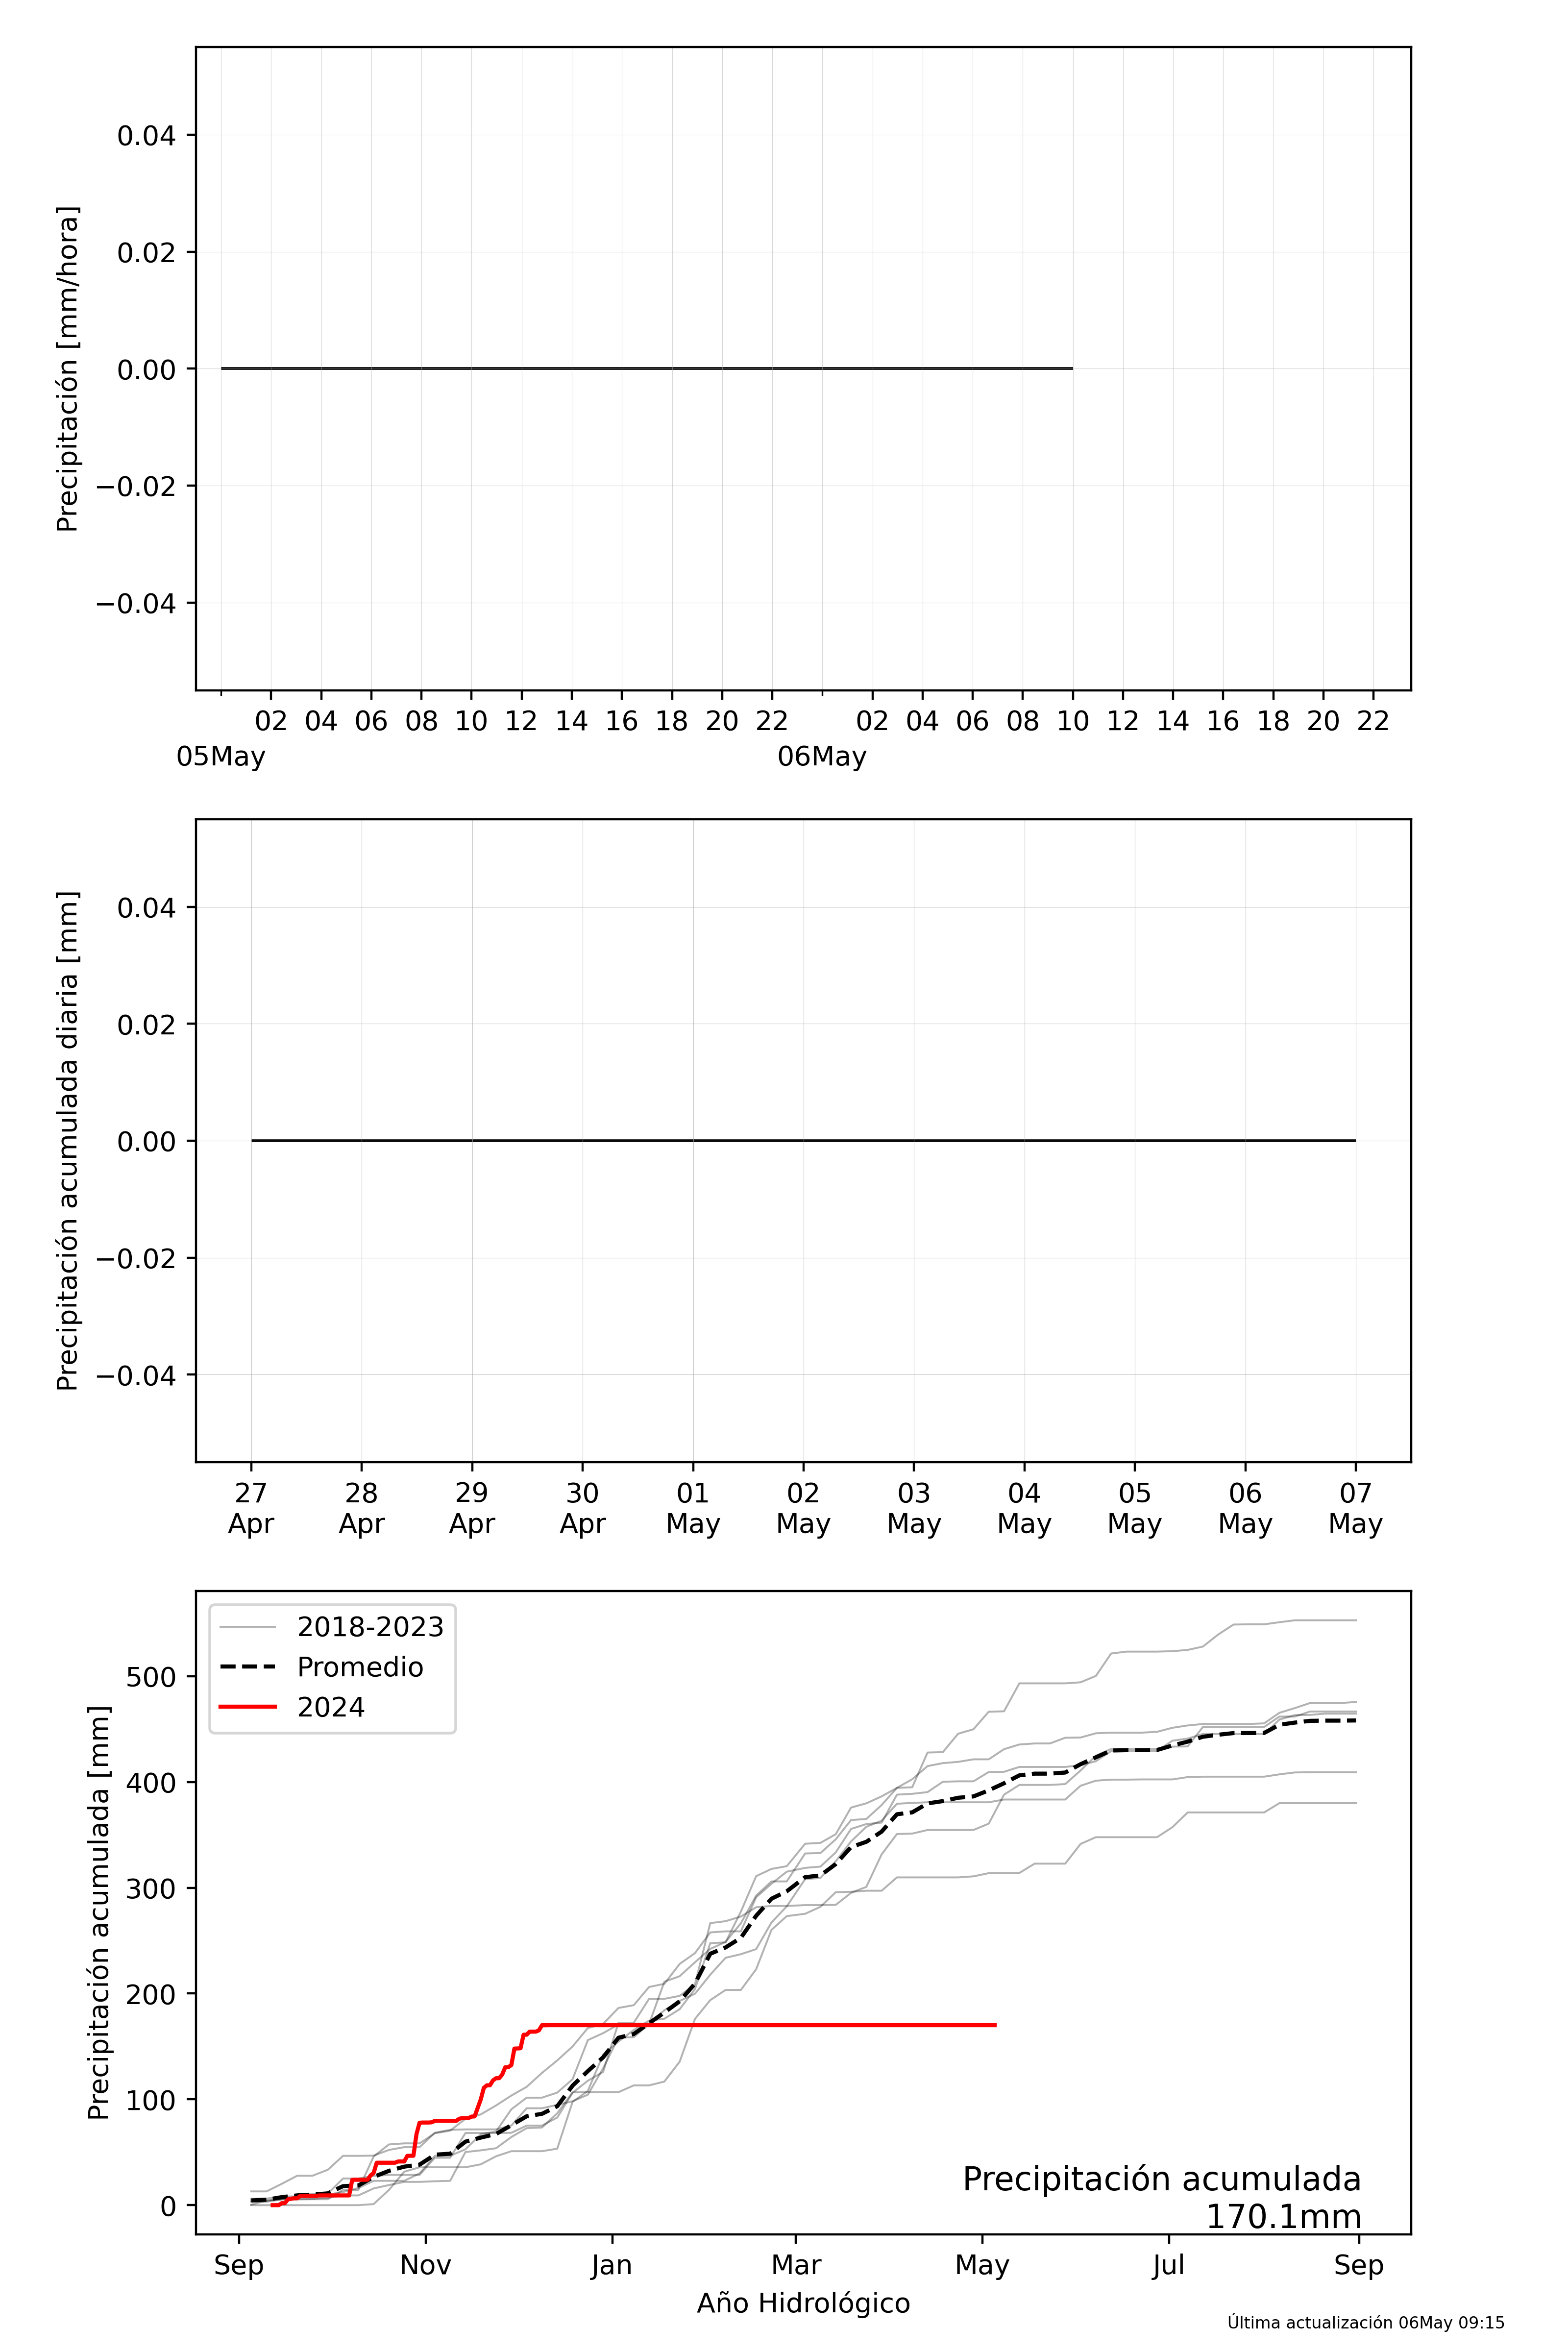 0.04
0.02
0.00
−0.02
−0.04
Precipitación [mm/hora]
02 04 06 08 10 12 14 16 18 20 22 02 04 06 08 10 12 14 16 18 20 22
05May 06May
0.04
0.02
0.00
−0.02
−0.04
Precipitación acumulada diaria [mm]
27 28 29 30 01 02 03 04 05 06 07
Apr Apr Apr Apr May May May May May May May
2018-2023
Promedio
2024
500
400
300
200
100
0
Precipitación acumulada [mm]
Precipitación acumulada
170.1mm
Sep Nov Jan Mar May Jul Sep
Año Hidrológico
Última actualización 06May 09:15